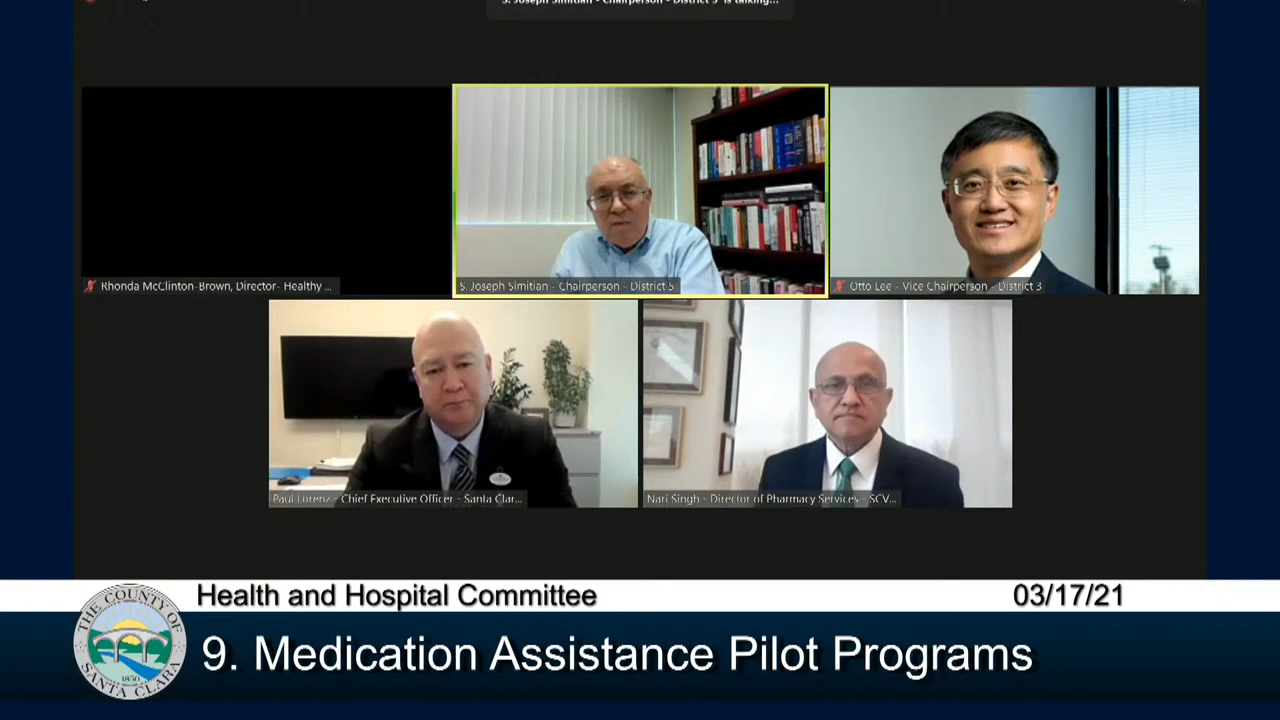 S. Joseph Simitian - Chairperson - District 5 is talking...
Rhonda McClinton-Brown, Director- Healthy ...
S. Joseph Simitian - Chairperson - District 5
Otto Lee - Vice Chairperson - District 3
Paul Lorenz - Chief Executive Officer - Santa Clar...
Nari Singh - Director of Pharmacy Services - SCV...
Health and Hospital Committee
03/17/21
THE COUNTY OF
SANTA CLARA
1850
9. Medication Assistance Pilot Programs